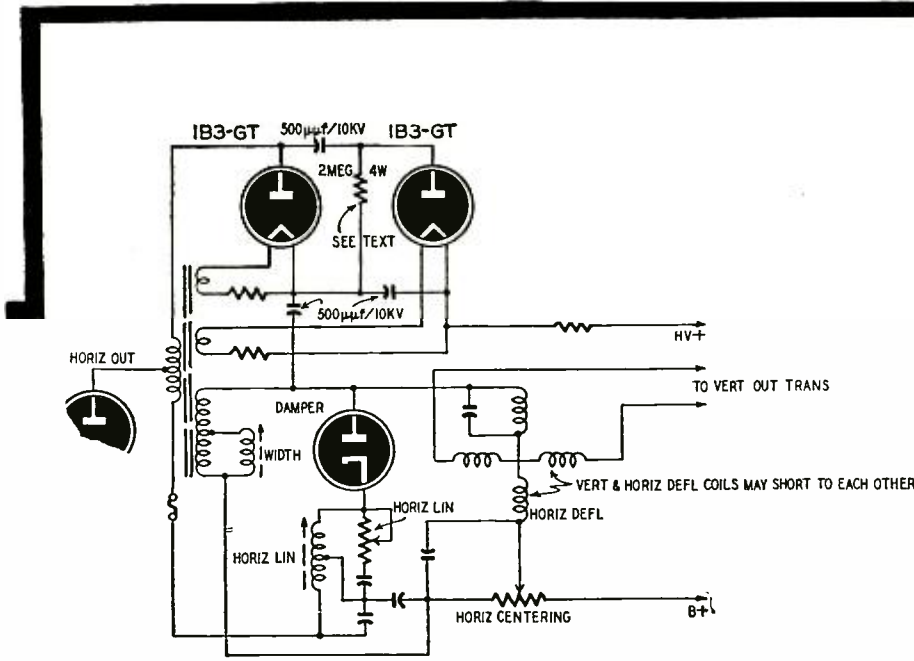 1B3-GT 500μμf/10KV 1B3-GT
2MEG 4W
SEE TEXT
500μμf/10KV
HV+
HORIZ OUT
TO VERT OUT TRANS
DAMPER
WIDTH
VERT & HORIZ DEFL COILS MAY SHORT TO EACH OTHER
HORIZ LIN
HORIZ DEFL
HORIZ LIN
HORIZ CENTERING
B+